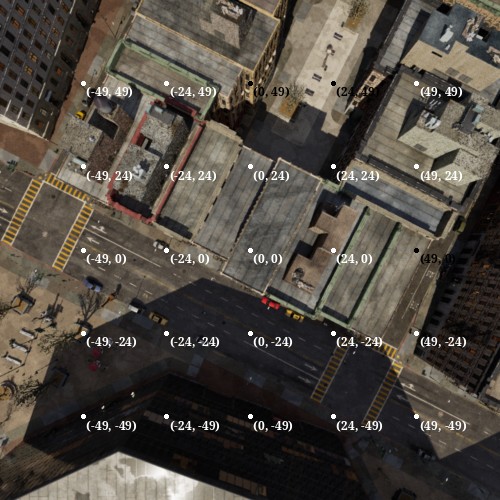 (-49, 49) (-24, 49) (0, 49) (24, 49) (49, 49)
(-49, 24) (-24, 24) (0, 24) (24, 24) (49, 24)
(-49, 0) (-24, 0) (0, 0) (24, 0) (49, 0)
(-49, -24) (-24, -24) (0, -24) (24, -24) (49, -24)
(-49, -49) (-24, -49) (0, -49) (24, -49) (49, -49)